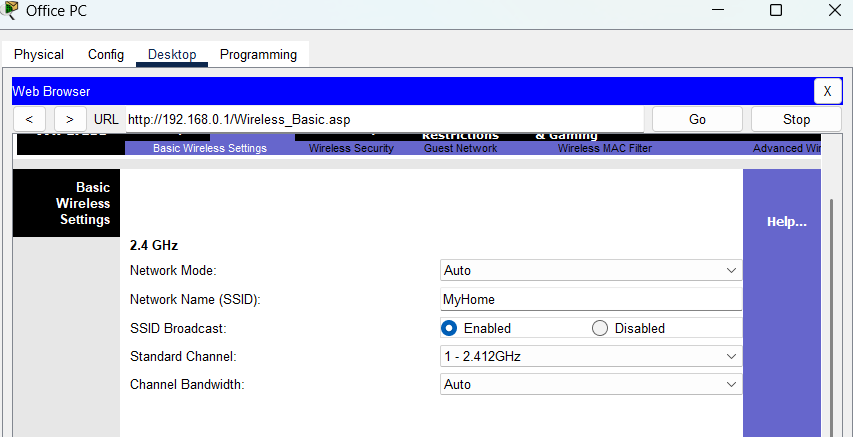 Office PC
Physical Config Desktop Programming
Web Browser X
< > URL http://192.168.0.1/Wireless_Basic.asp Go Stop
Restrictions & Gaming
Basic Wireless Settings Wireless Security Guest Network Wireless MAC Filter Advanced Wir
Basic
Wireless
Settings
Help...
2.4 GHz
Network Mode: Auto
Network Name (SSID): MyHome
SSID Broadcast: Enabled Disabled
Standard Channel: 1 - 2.412GHz
Channel Bandwidth: Auto